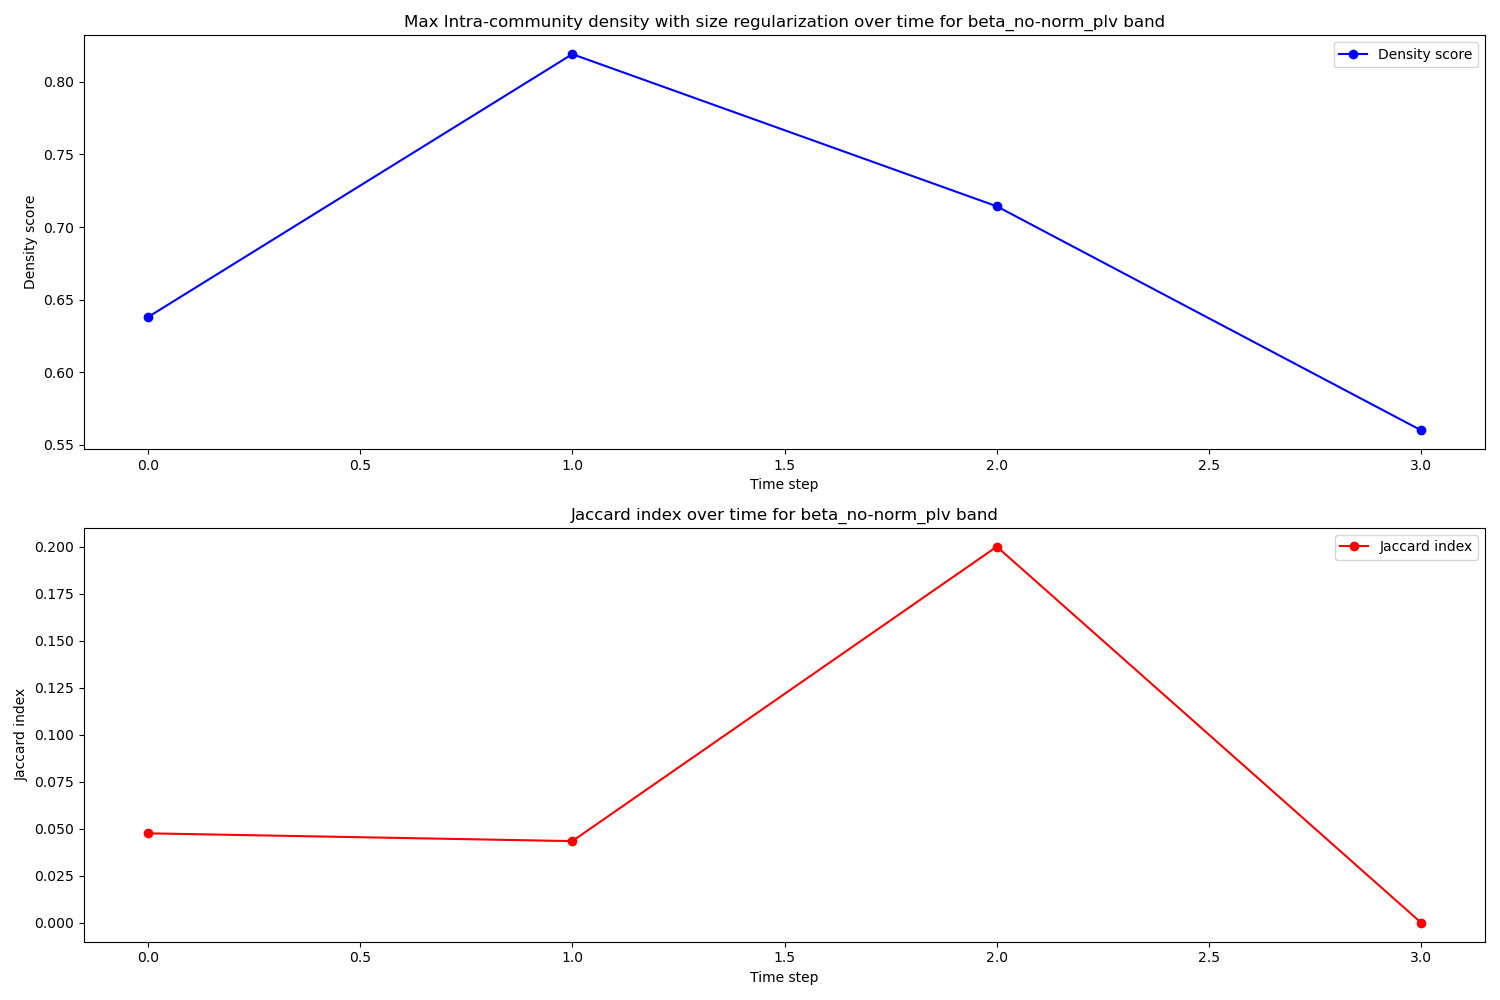 Max Intra-community density with size regularization over time for beta_no-norm_plv band
Density score
0.80
0.75
0.70
0.65
0.60
0.55
Density score
0.0 0.5 1.0 1.5 2.0 2.5 3.0
Time step
Jaccard index over time for beta_no-norm_plv band
Jaccard index
0.200
0.175
0.150
0.125
0.100
0.075
0.050
0.025
0.000
Jaccard index
0.0 0.5 1.0 1.5 2.0 2.5 3.0
Time step